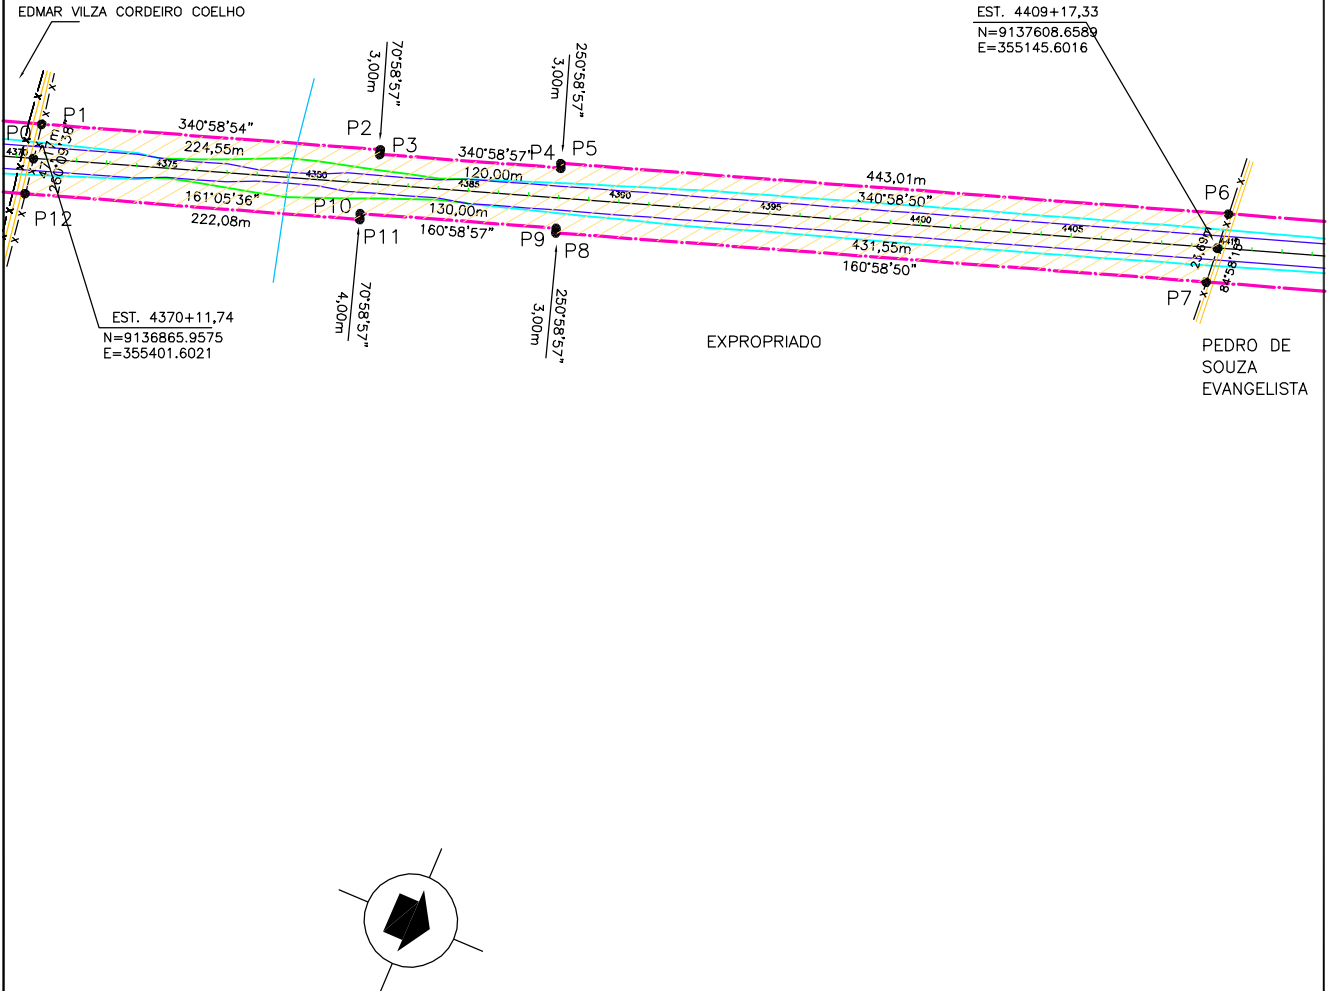 EDMAR VILZA CORDEIRO COELHO
EST. 4409+17,33
N=9137608.6589
E=355145.6016
70°58'57"
3,00m
250°58'57"
3,00m
P0
P1
340°58'54"
224,55m
P2
P3
340°58'57"
120,00m
P4
P5
443,01m
340°58'50"
P6
4370
4375
4380
4385
4390
4395
4400
4405
4410
161°05'36"
222,08m
P12
P10
P11
130,00m
160°58'57"
P9
P8
431,55m
160°58'50"
23,69m
P7
EST. 4370+11,74
N=9136865.9575
E=355401.6021
70°58'57"
4,00m
250°58'57"
3,00m
EXPROPRIADO
PEDRO DE
SOUZA
EVANGELISTA